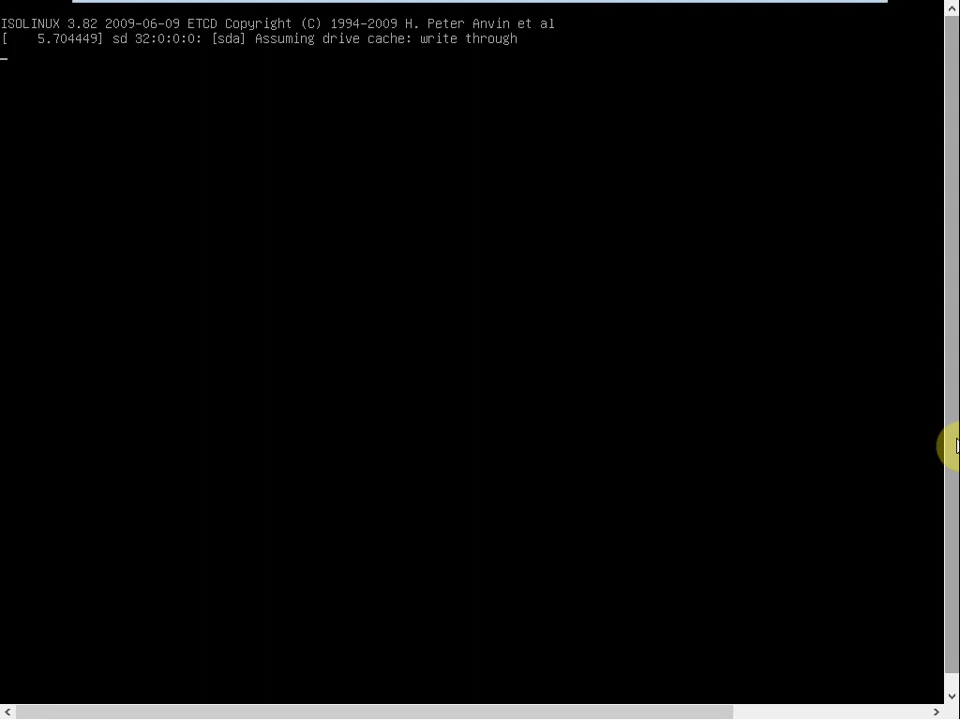 ISOLINUX 3.82 2009-06-09 ETCD Copyright (C) 1994-2009 H. Peter Anvin et al
[    5.704449] sd 32:0:0:0: [sda] Assuming drive cache: write through